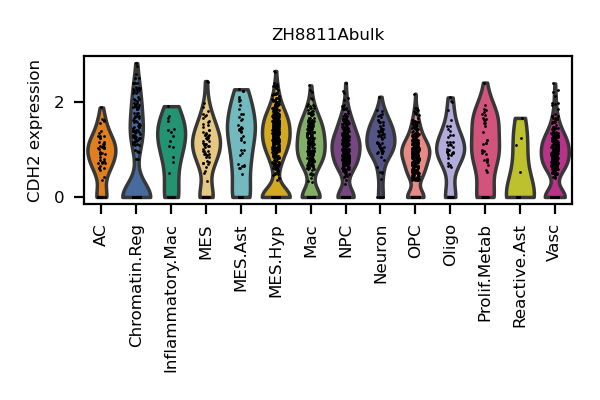 ZH8811Abulk
CDH2 expression
2
0
AC
Chromatin.Reg
Inflammatory.Mac
MES
MES.Ast
MES.Hyp
Mac
NPC
Neuron
OPC
Oligo
Prolif.Metab
Reactive.Ast
Vasc